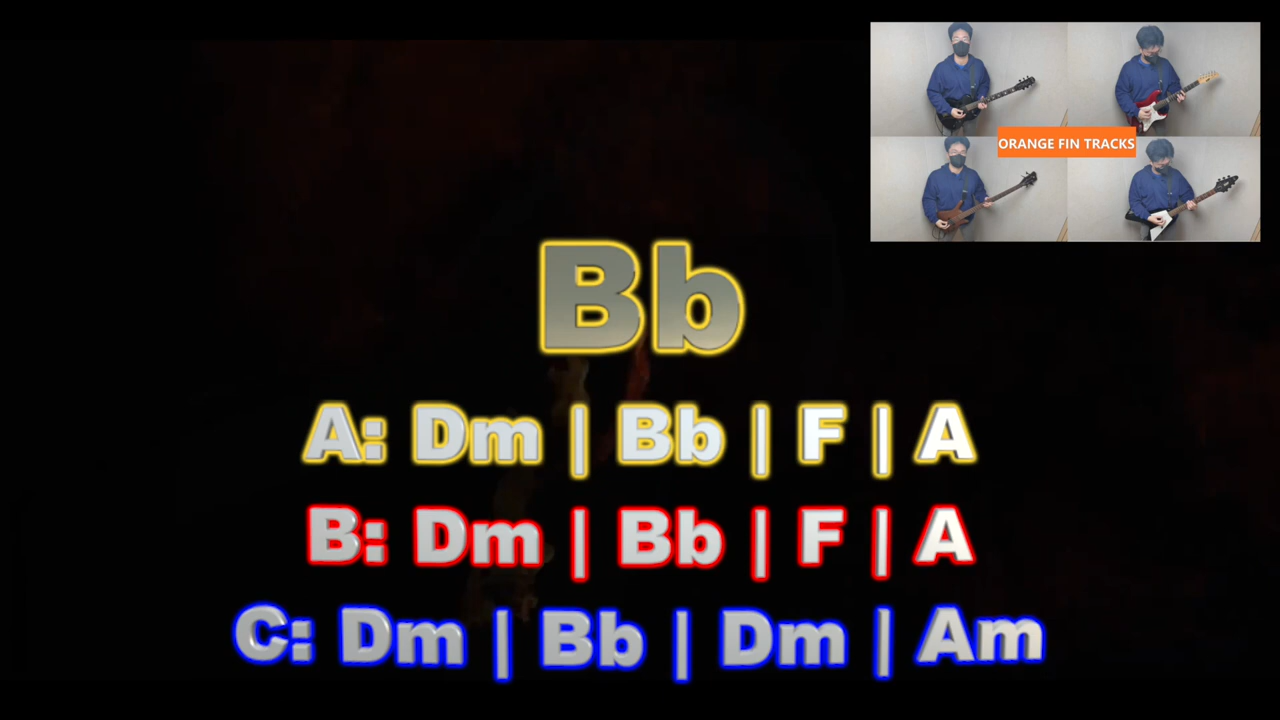 ORANGE FIN TRACKS
Bb
A: Dm | Bb | F | A
B: Dm | Bb | F | A
C: Dm | Bb | Dm | Am